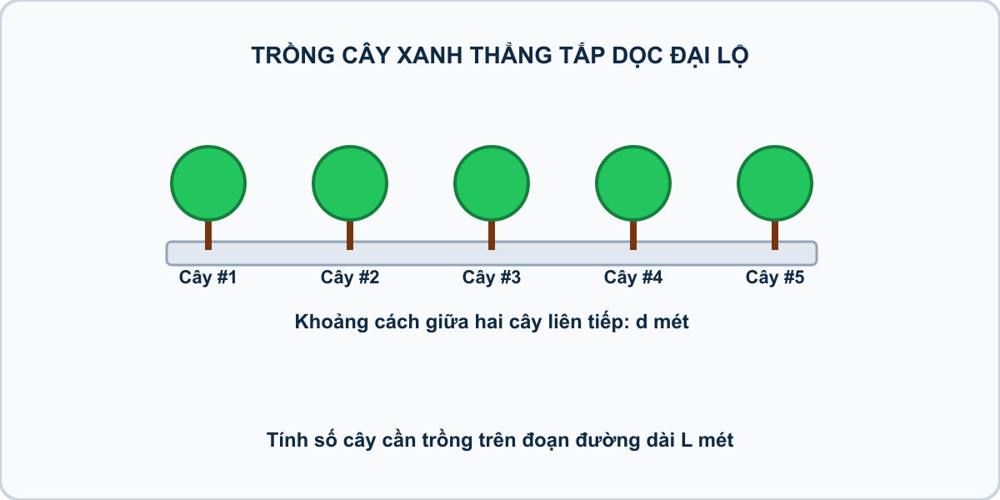 TRỒNG CÂY XANH THẲNG TẮP DỌC ĐẠI LỘ
Cây #1
Cây #2
Cây #3
Cây #4
Cây #5
Khoảng cách giữa hai cây liên tiếp: d mét
Tính số cây cần trồng trên đoạn đường dài L mét